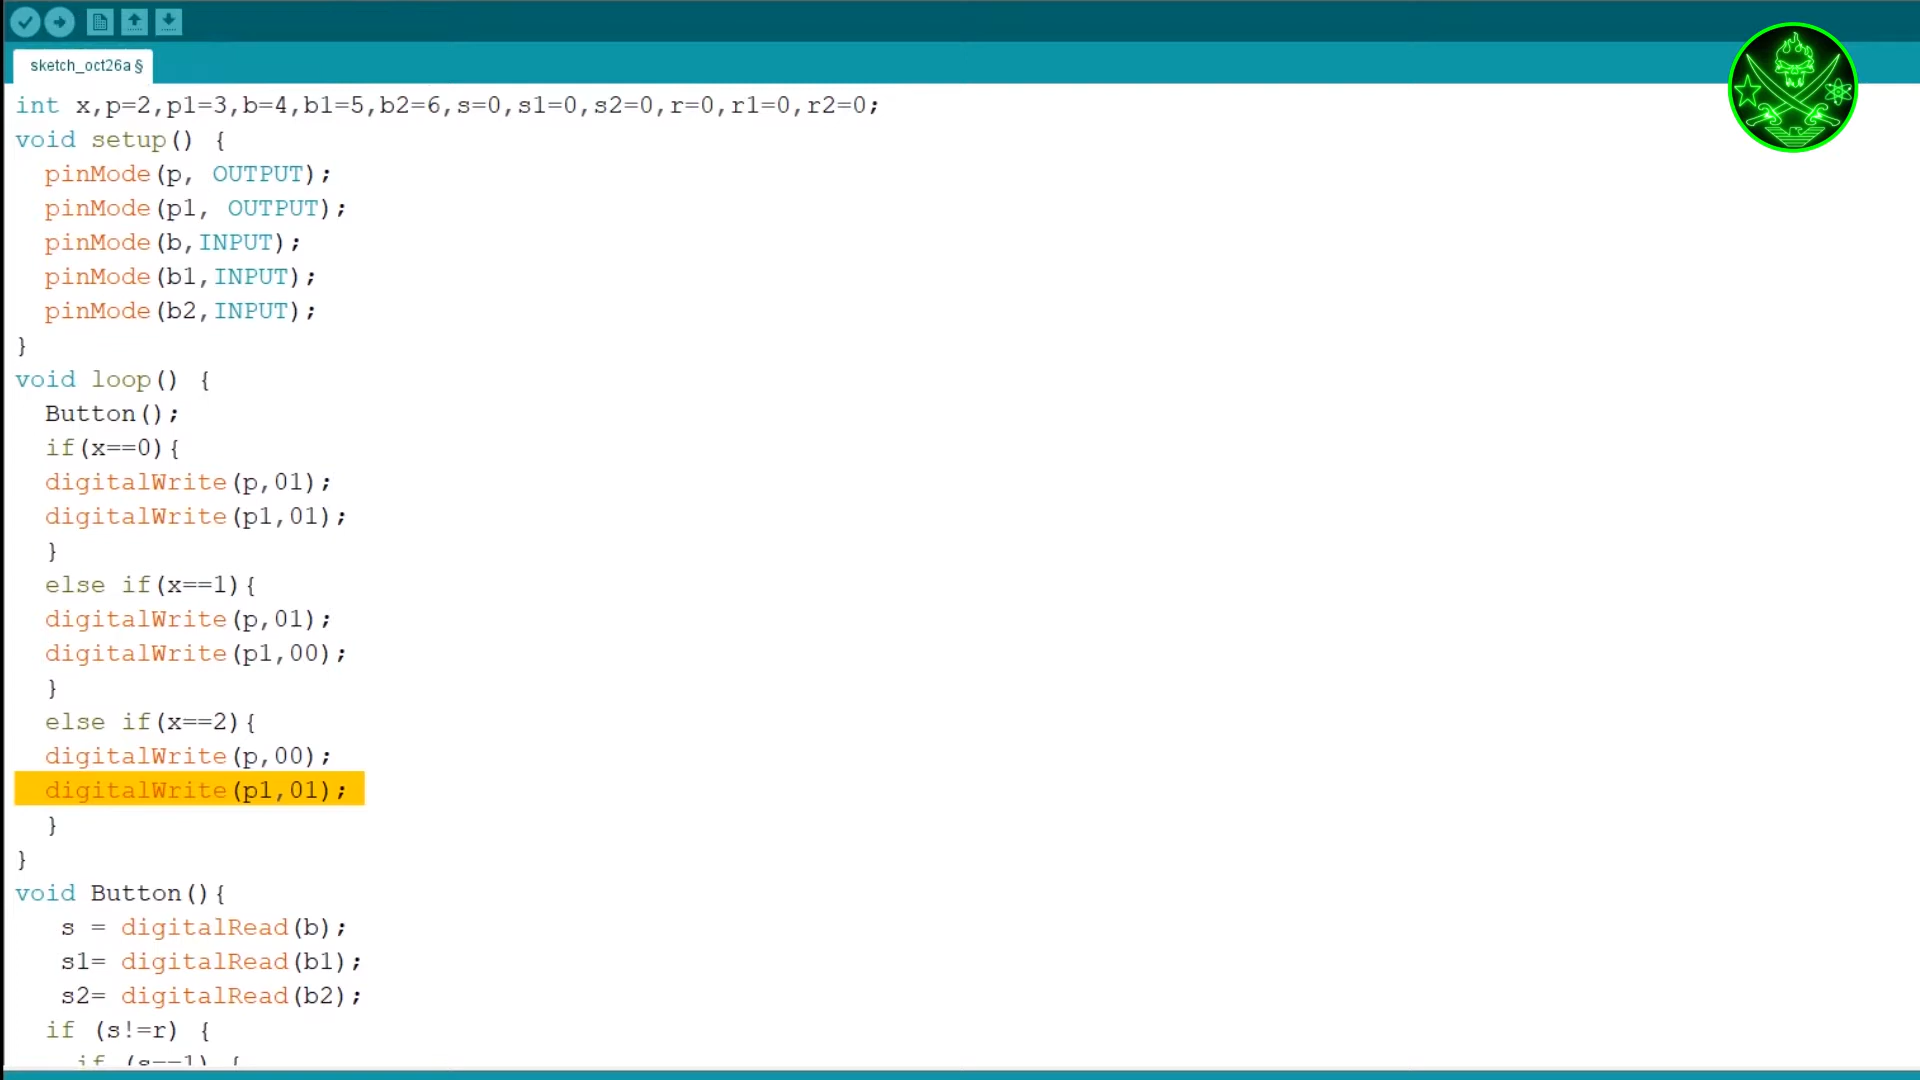 sketch_oct26a §
int x,p=2,p1=3,b=4,b1=5,b2=6,s=0,s1=0,s2=0,r=0,r1=0,r2=0;
void setup() {
pinMode(p, OUTPUT);
pinMode(p1, OUTPUT);
pinMode(b,INPUT);
pinMode(b1,INPUT);
pinMode(b2,INPUT);
}
void loop() {
Button();
if(x==0){
digitalWrite(p,01);
digitalWrite(p1,01);
}
else if(x==1){
digitalWrite(p,01);
digitalWrite(p1,00);
}
else if(x==2){
digitalWrite(p,00);
digitalWrite(p1,01);
}
}
void Button(){
s = digitalRead(b);
s1= digitalRead(b1);
s2= digitalRead(b2);
if (s!=r) {
if (s==1) {